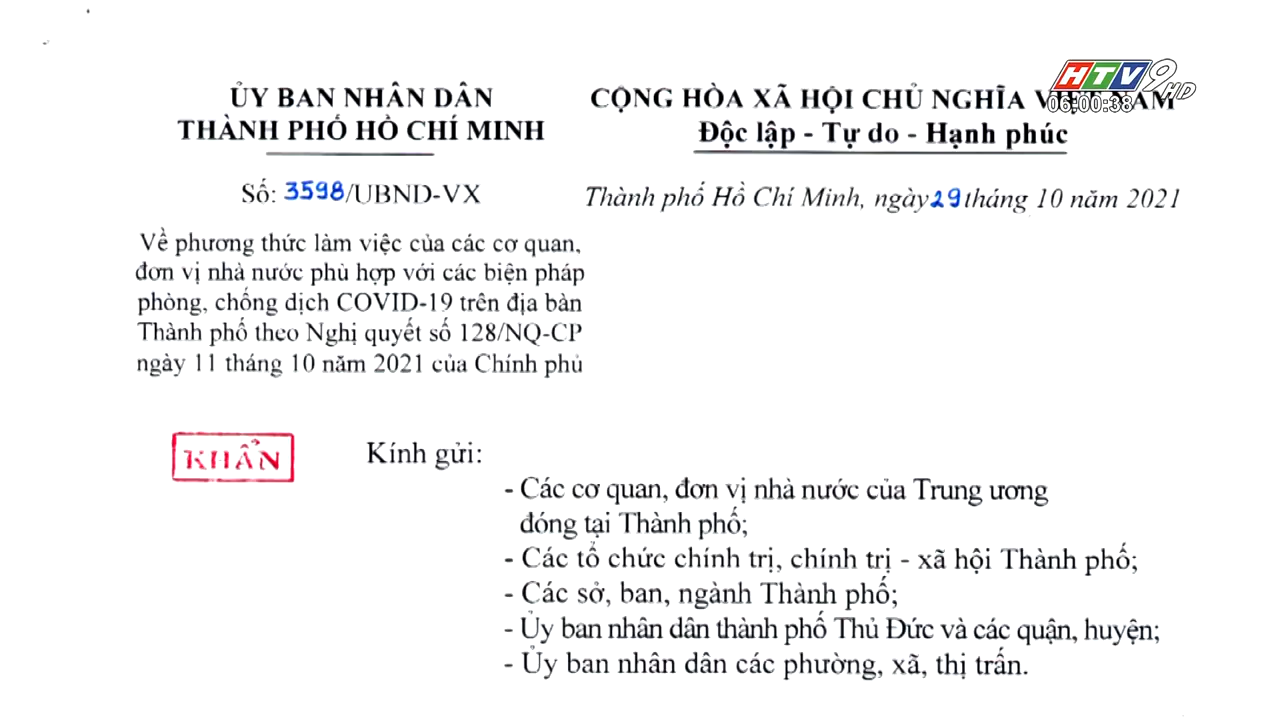 ỦY BAN NHÂN DÂN
THÀNH PHỐ HỒ CHÍ MINH
CỘNG HÒA XÃ HỘI CHỦ NGHĨA VIỆT NAM
Độc lập - Tự do - Hạnh phúc
HTV9 HD
06:00:38
Số: 3598/UBND-VX
Thành phố Hồ Chí Minh, ngày 29 tháng 10 năm 2021
Về phương thức làm việc của các cơ quan,
đơn vị nhà nước phù hợp với các biện pháp
phòng, chống dịch COVID-19 trên địa bàn
Thành phố theo Nghị quyết số 128/NQ-CP
ngày 11 tháng 10 năm 2021 của Chính phủ
KHẨN
Kính gửi:
- Các cơ quan, đơn vị nhà nước của Trung ương
đóng tại Thành phố;
- Các tổ chức chính trị, chính trị - xã hội Thành phố;
- Các sở, ban, ngành Thành phố;
- Ủy ban nhân dân thành phố Thủ Đức và các quận, huyện;
- Ủy ban nhân dân các phường, xã, thị trấn.